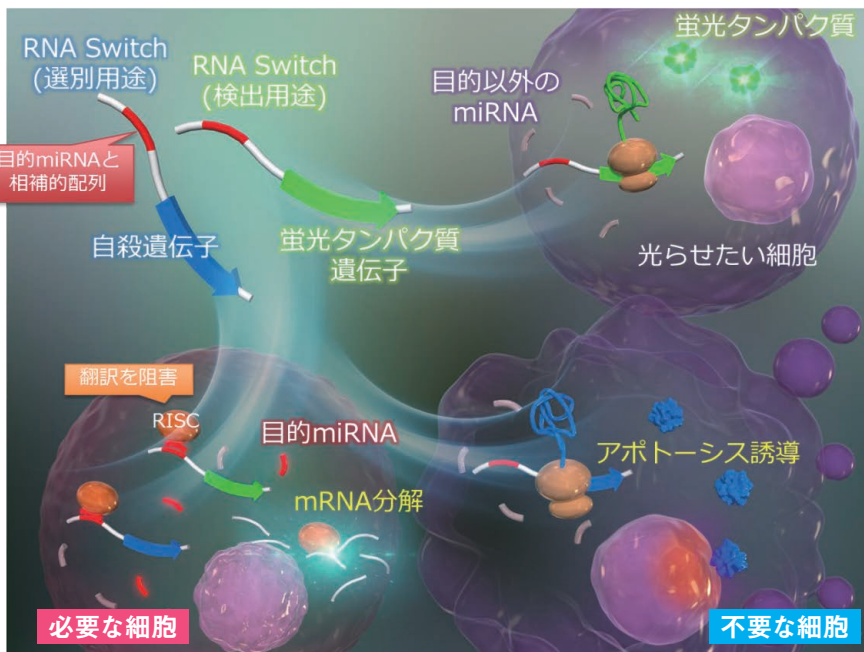 RNA Switch
(選別用途)
RNA Switch
(検出用途)
目的miRNAと
相補的配列
自殺遺伝子
蛍光タンパク質
遺伝子
目的以外の
miRNA
蛍光タンパク質
光らせたい細胞
翻訳を阻害
RISC
目的miRNA
mRNA分解
必要な細胞
アポトーシス誘導
不要な細胞